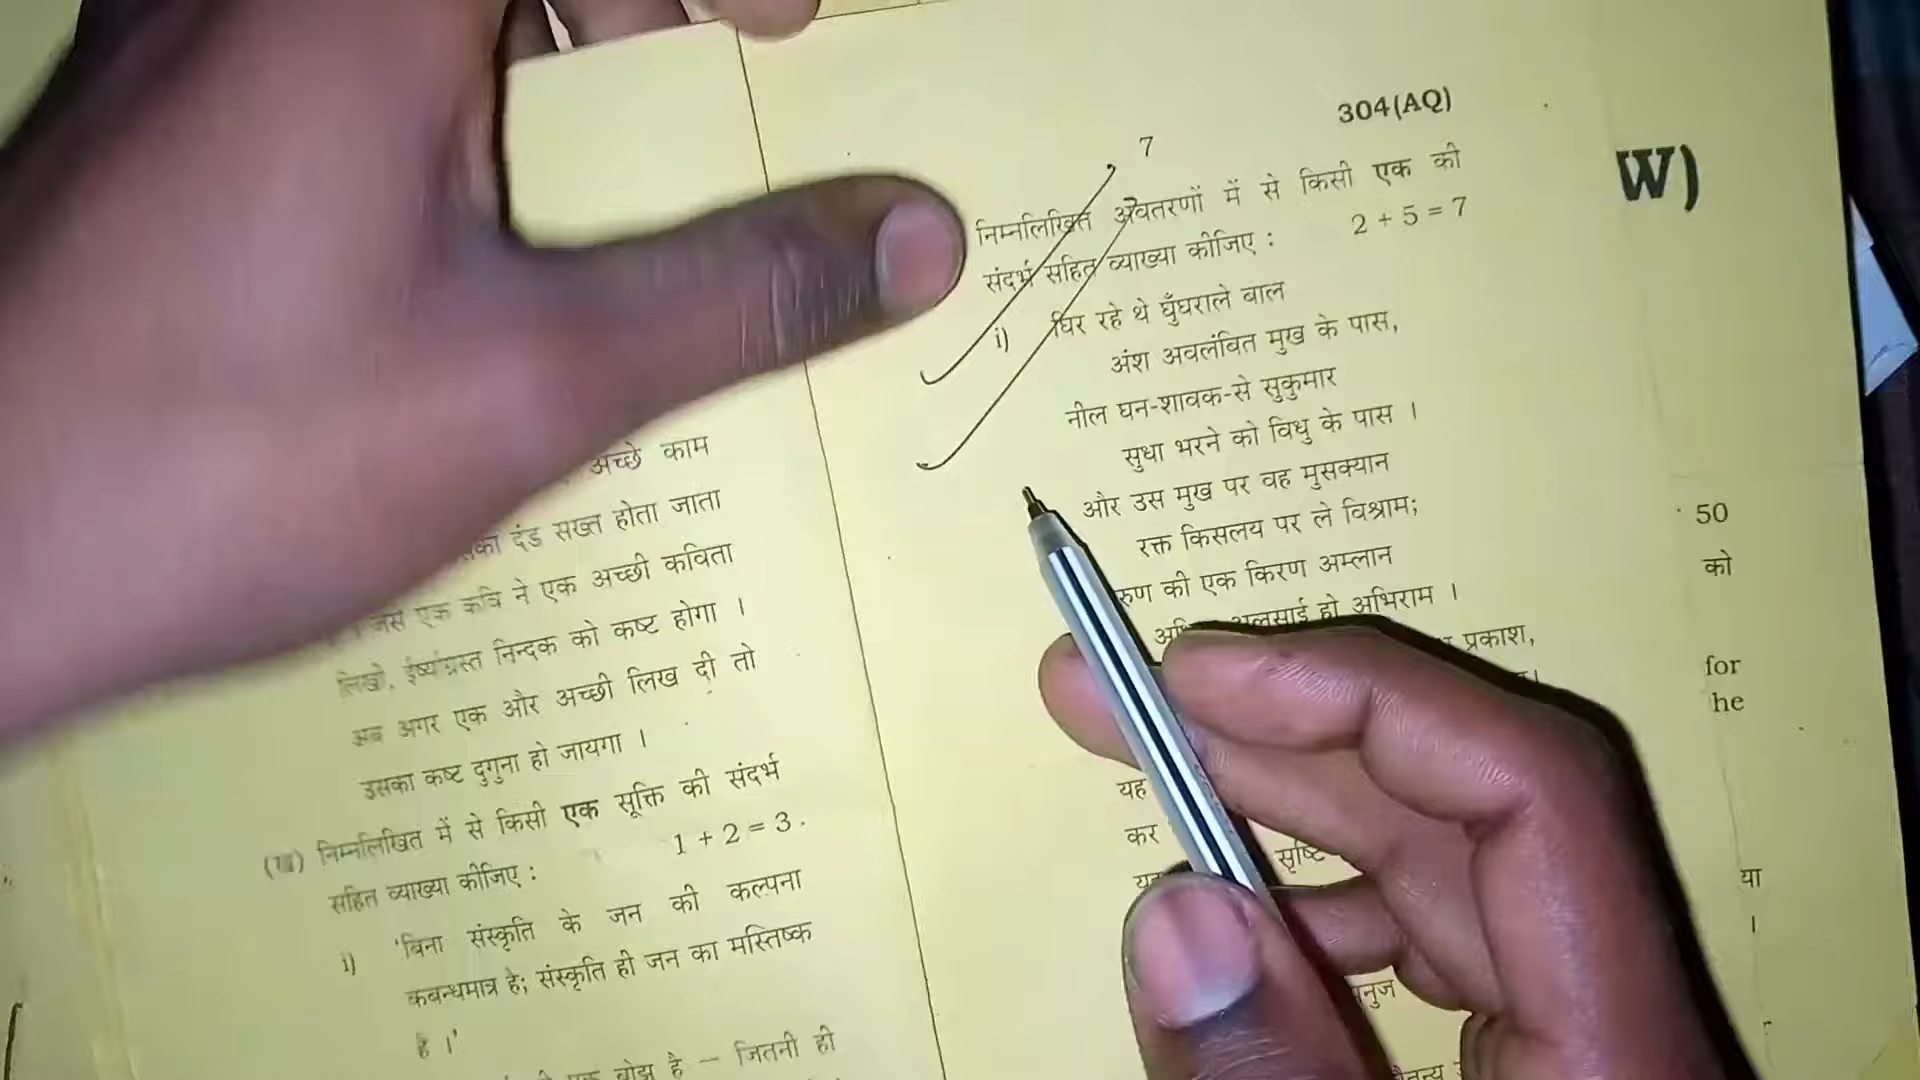 अच्छे काम
दंड सख्त होता जाता
एक कवि ने एक अच्छी कविता
लिखी, ईर्ष्याग्रस्त निन्दक को कष्ट होगा ।
अब अगर एक और अच्छी लिख दी तो
उसका कष्ट दुगुना हो जायगा ।
निम्नलिखित में से किसी एक सूक्ति की संदर्भ
सहित व्याख्या कीजिए : 1 + 2 = 3 .
i) 'बिना संस्कृति के जन की कल्पना
कबन्धमात्र है; संस्कृति ही जन का मस्तिष्क
है ।'
बोझ है – जितनी ही
304(AQ)
7
निम्नलिखित अवतरणों में से किसी एक की
संदर्भ सहित व्याख्या कीजिए : 2 + 5 = 7
i) घिर रहे थे घुँघराले बाल
अंश अवलंबित मुख के पास,
नील घन-शावक-से सुकुमार
सुधा भरने को विधु के पास ।
और उस मुख पर वह मुसक्यान
रक्त किसलय पर ले विश्राम;
की एक किरण अम्लान
अलसाई हो अभिराम ।
प्रकाश,
यह
कर
सृष्टि
W)
50
को
for
he
या
।